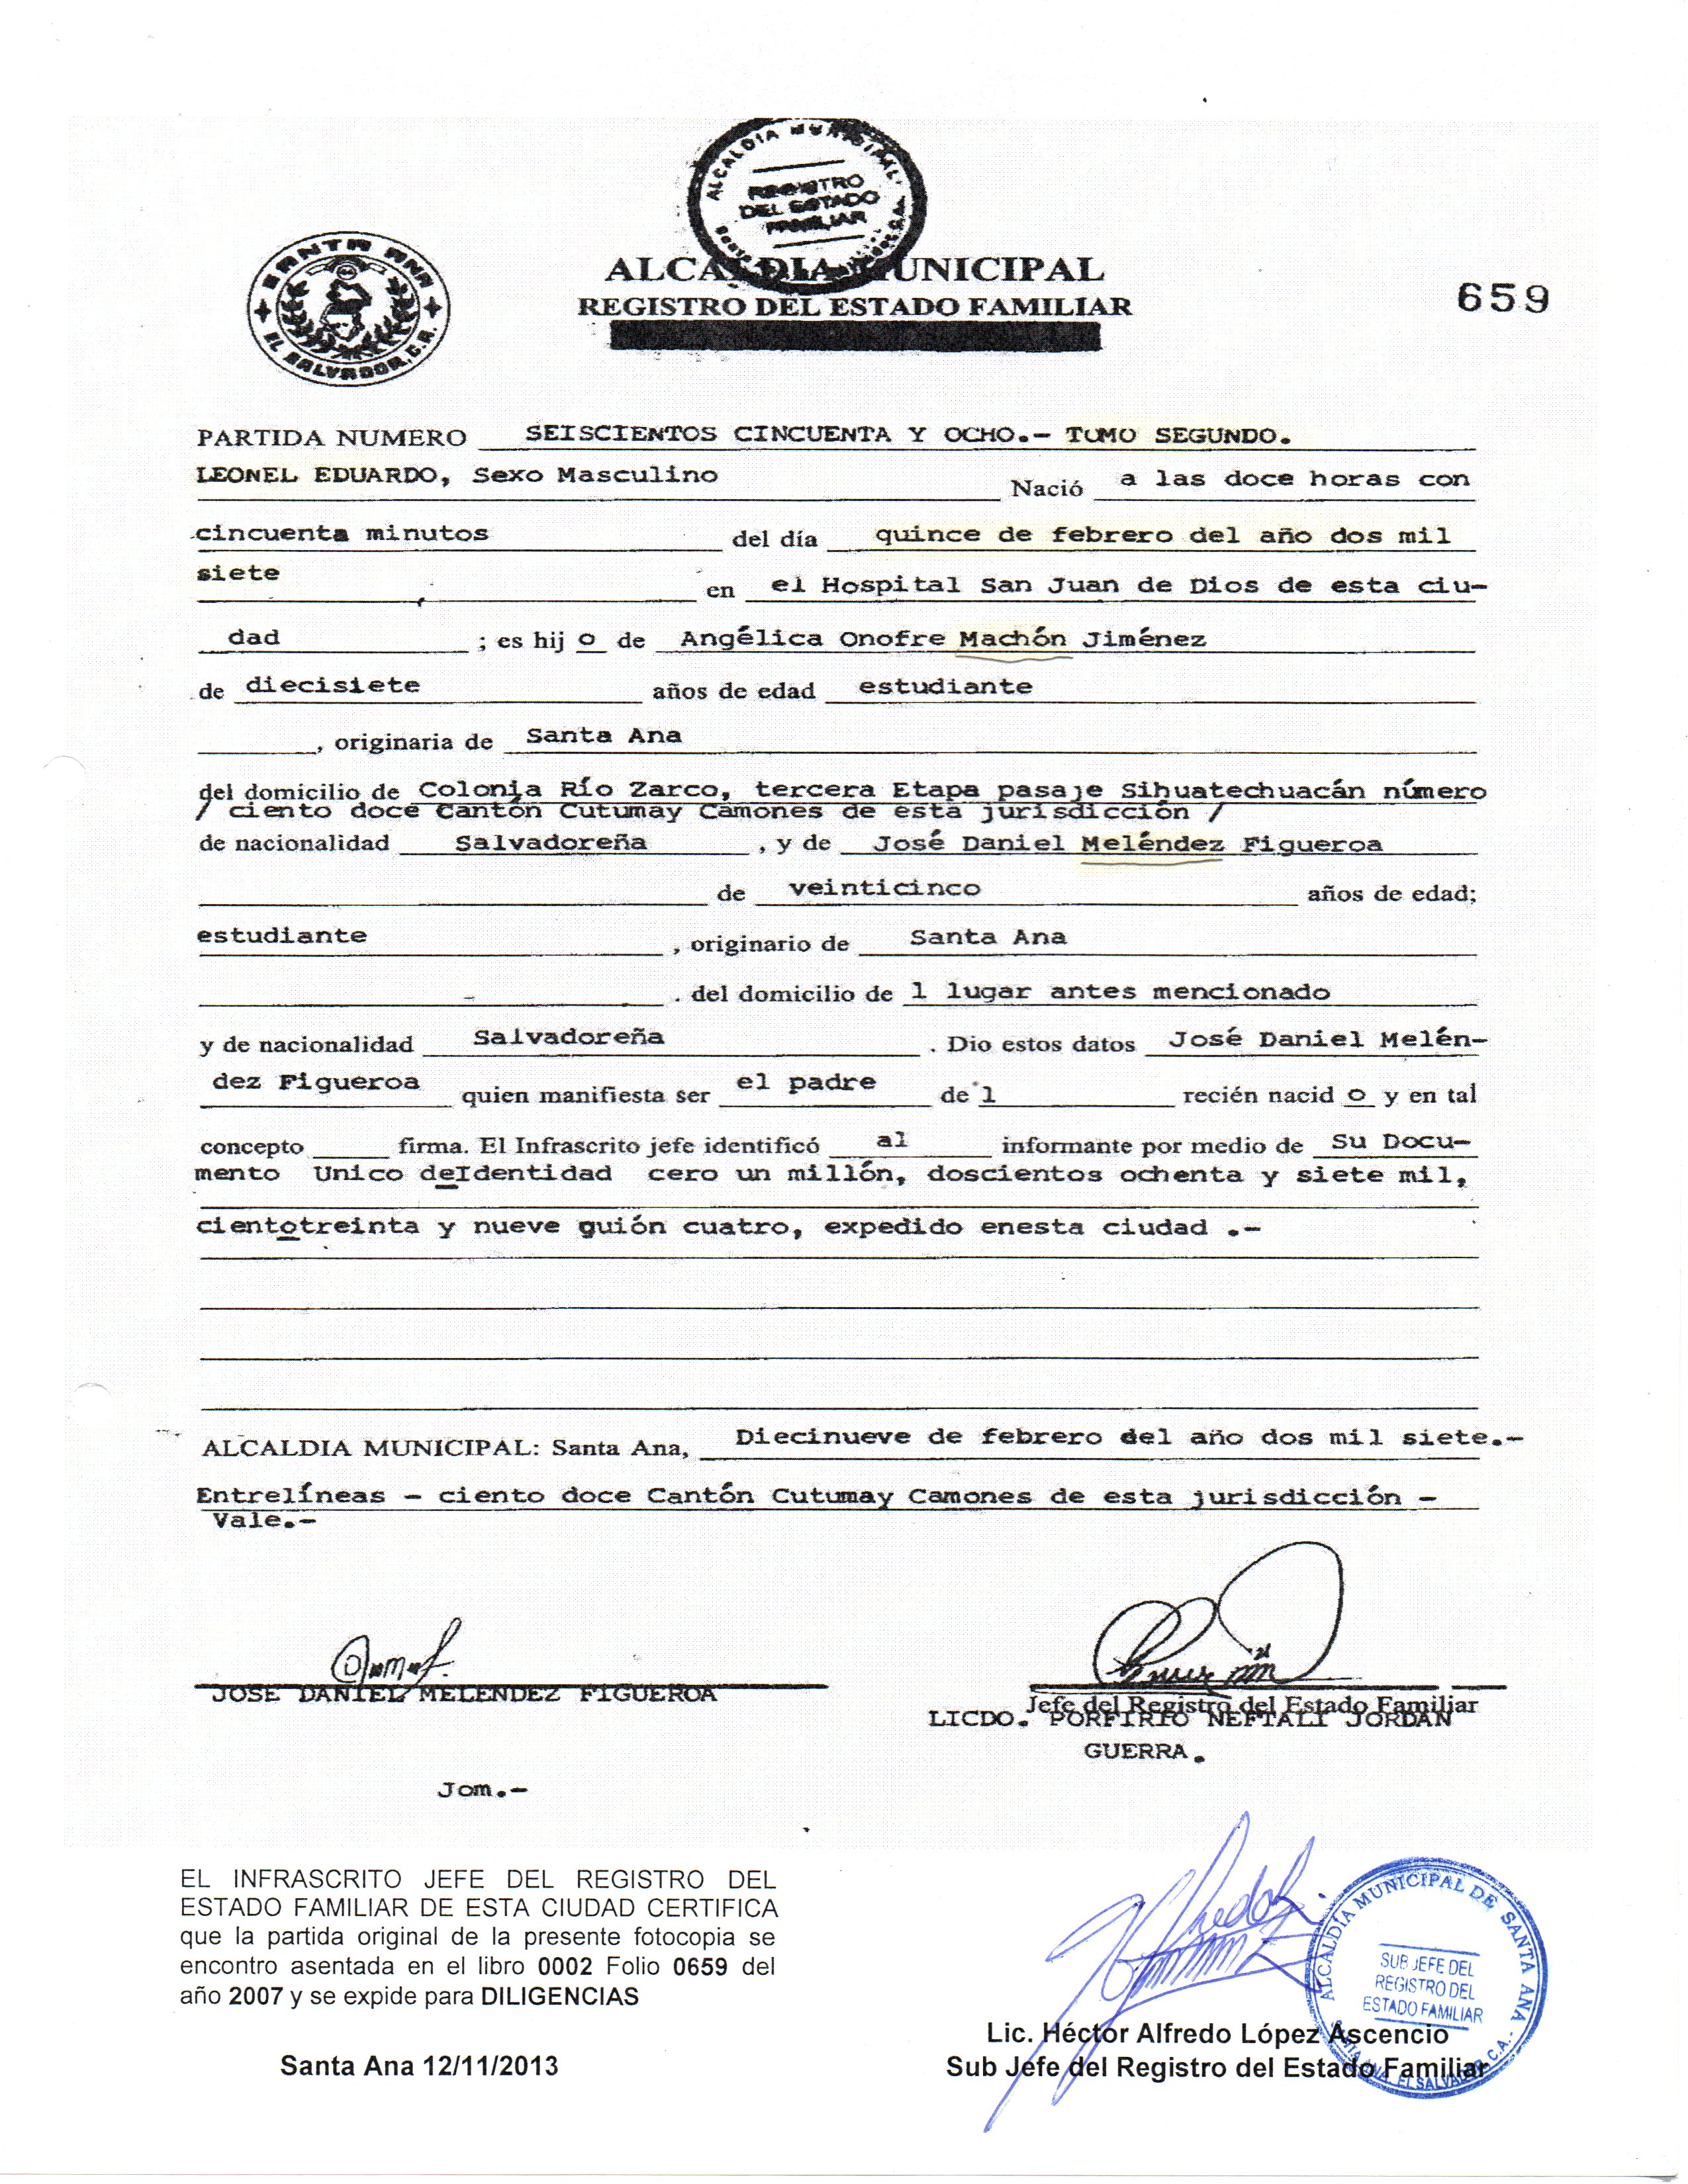 ALCALDIA MUNICIPAL
REGISTRO
DEL ESTADO
FAMILIAR
SANTA ANA
EL SALVADOR, C.A.
ALCALDIA MUNICIPAL
REGISTRO DEL ESTADO FAMILIAR
659
PARTIDA NUMERO SEISCIENTOS CINCUENTA Y OCHO.- TOMO SEGUNDO.
LEONEL EDUARDO, Sexo Masculino Nació a las doce horas con
cincuenta minutos del día quince de febrero del año dos mil
siete en el Hospital San Juan de Dios de esta ciu-
dad ; es hij o de Angélica Onofre Machón Jiménez
de diecisiete años de edad estudiante
, originaria de Santa Ana
del domicilio de Colonia Río Zarco, tercera Etapa pasaje Sihuatechuacán número
/ ciento doce Cantón Cutumay Camones de esta jurisdicción /
de nacionalidad Salvadoreña , y de José Daniel Meléndez Figueroa
de veinticinco años de edad;
estudiante , originario de Santa Ana
. del domicilio de l lugar antes mencionado
y de nacionalidad Salvadoreña . Dio estos datos José Daniel Melén-
dez Figueroa quien manifiesta ser el padre de l recién nacid o y en tal
concepto firma. El Infrascrito jefe identificó al informante por medio de Su Docu-
mento Unico deIdentidad cero un millón, doscientos ochenta y siete mil,
cientotreinta y nueve guión cuatro, expedido enesta ciudad .-
ALCALDIA MUNICIPAL: Santa Ana, Diecinueve de febrero del año dos mil siete.-
Entrelíneas - ciento doce Cantón Cutumay Camones de esta jurisdicción -
Vale.-
JOSE DANIEL MELENDEZ FIGUEROA
Jefe del Registro del Estado Familiar
LICDO. PORFIRIO NEFTALI JORDAN
GUERRA.
Jom.-
EL INFRASCRITO JEFE DEL REGISTRO DEL
ESTADO FAMILIAR DE ESTA CIUDAD CERTIFICA
que la partida original de la presente fotocopia se
encontro asentada en el libro 0002 Folio 0659 del
año 2007 y se expide para DILIGENCIAS
Santa Ana 12/11/2013
ALCALDIA MUNICIPAL DE SANTA ANA
SUB JEFE DEL
REGISTRO DEL
ESTADO FAMILIAR
SANTA ANA, EL SALVADOR, C.A.-
Lic. Héctor Alfredo López Ascencio
Sub Jefe del Registro del Estado Familiar